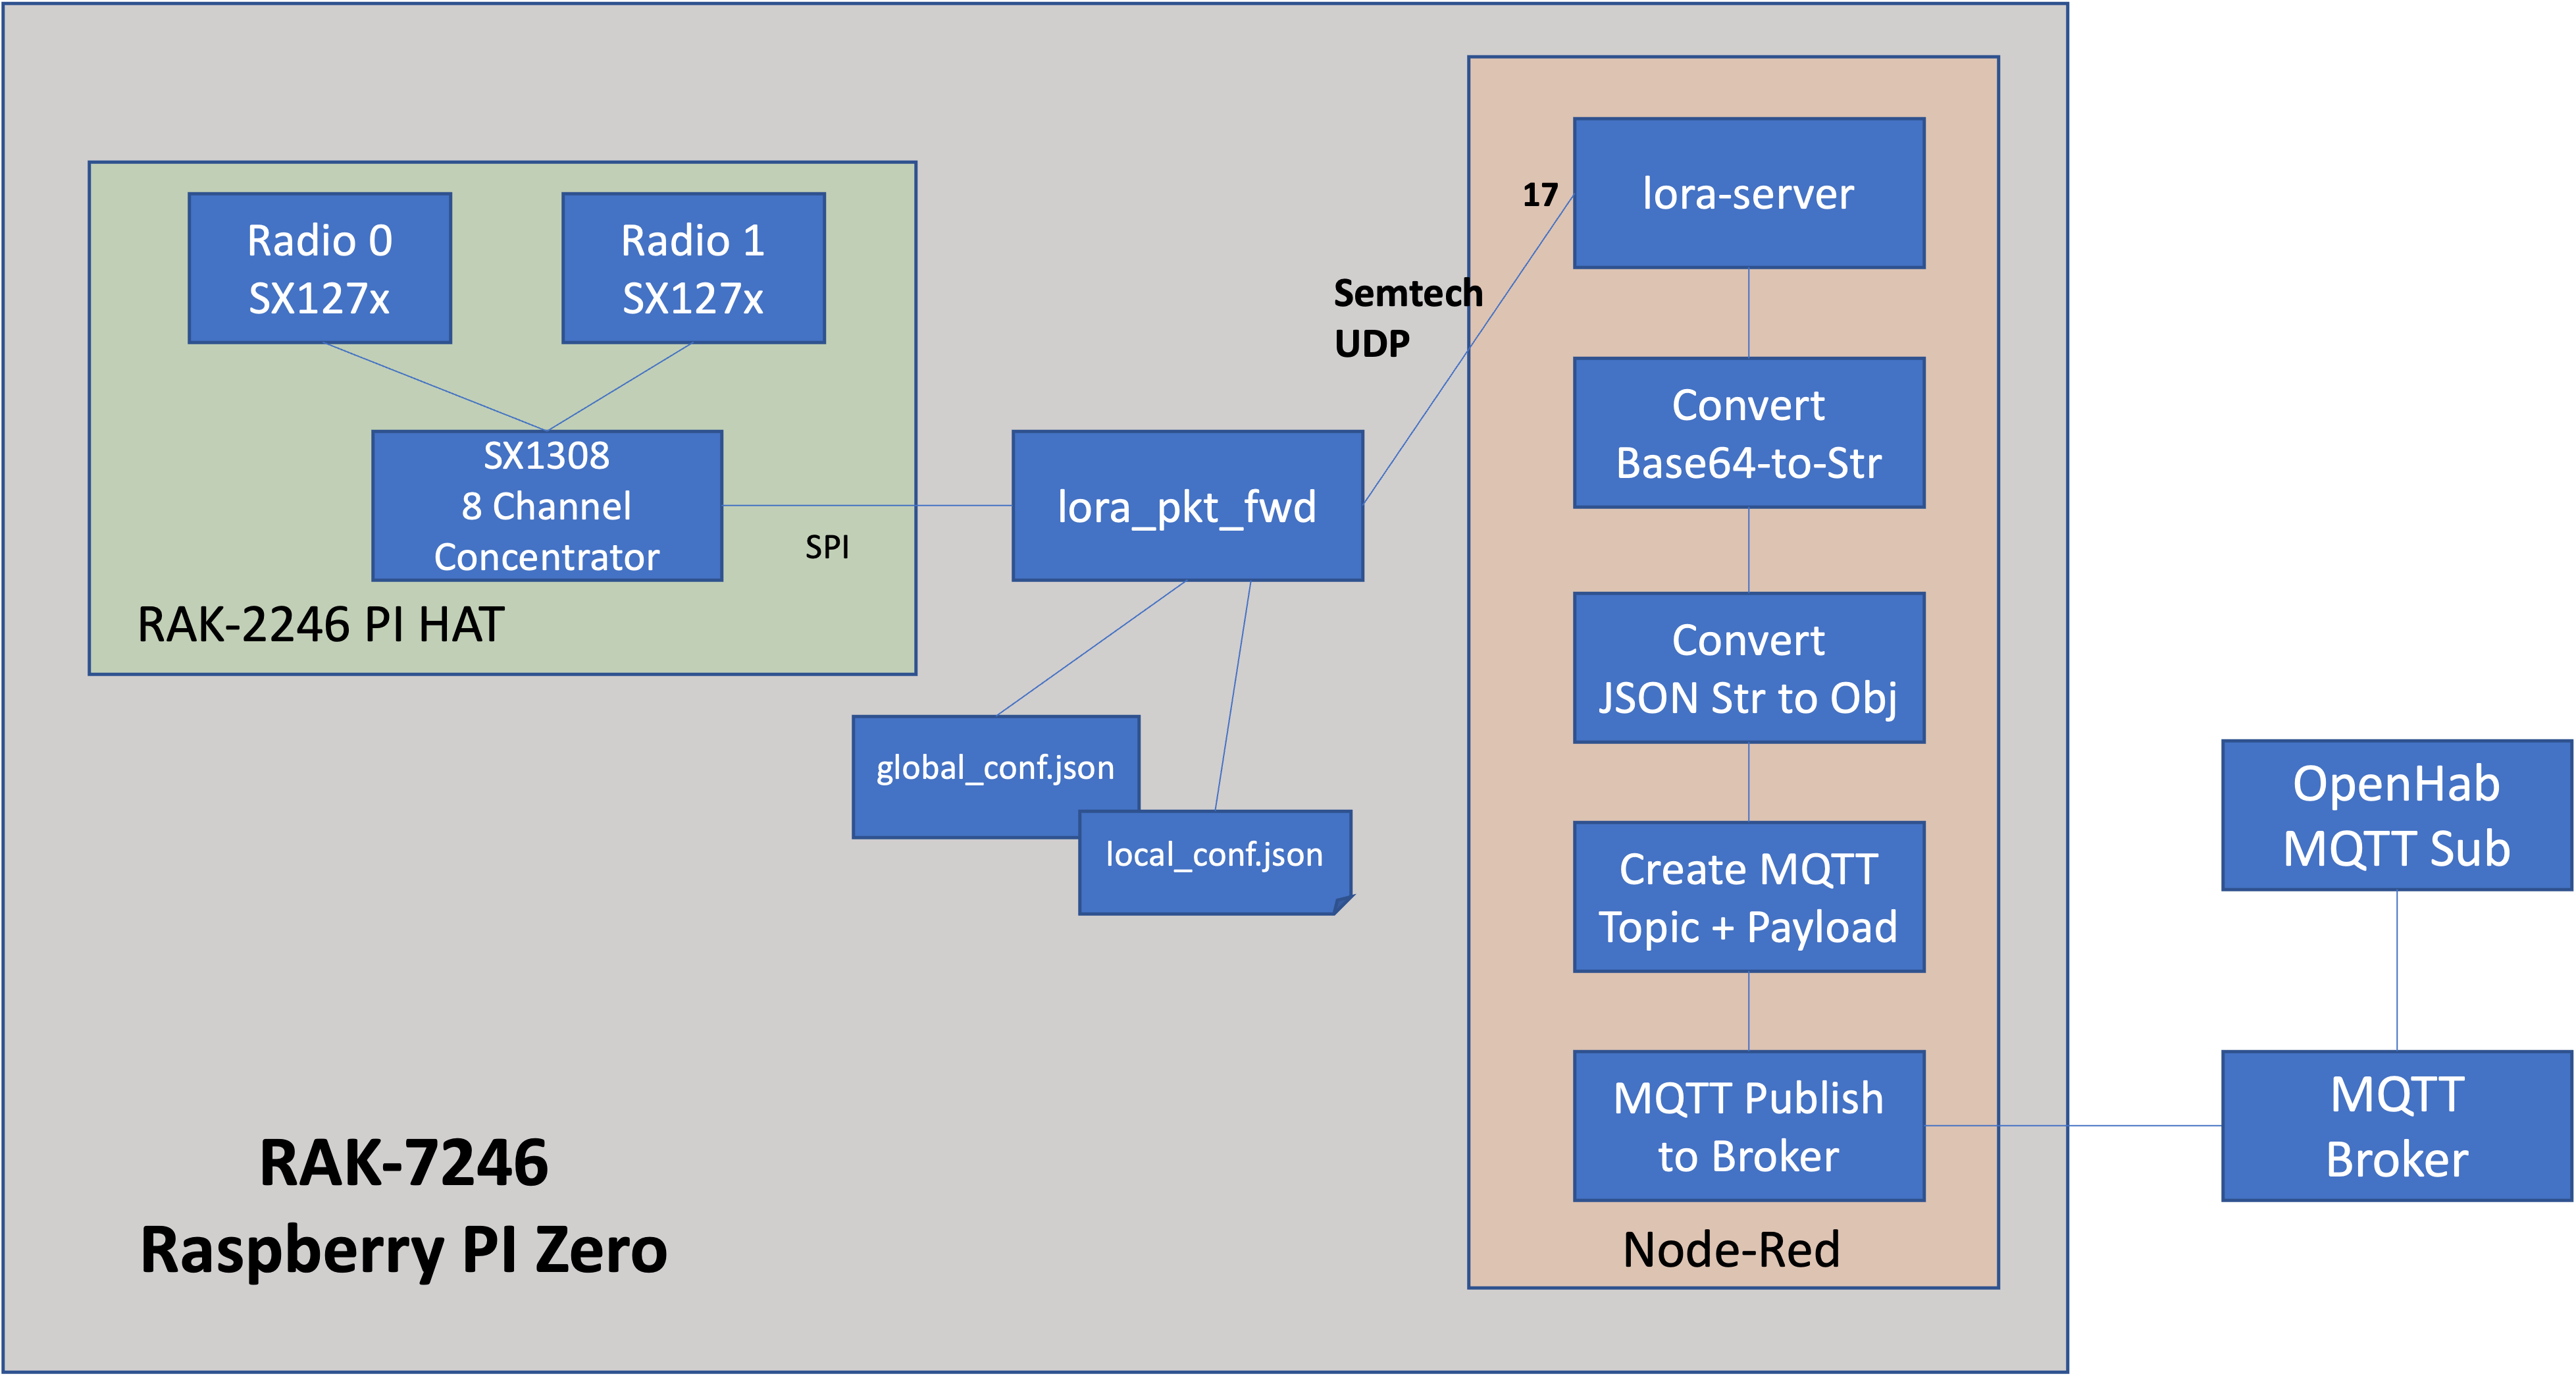 Radio 0
SX127x
Radio 1
SX127x
SX1308
8 Channel
Concentrator
SPI
RAK-2246 PI HAT
lora_pkt_fwd
global_conf.json
local_conf.json
Semtech
UDP
17
lora-server
Convert
Base64-to-Str
Convert
JSON Str to Obj
Create MQTT
Topic + Payload
MQTT Publish
to Broker
Node-Red
OpenHab
MQTT Sub
MQTT
Broker
RAK-7246
Raspberry PI Zero